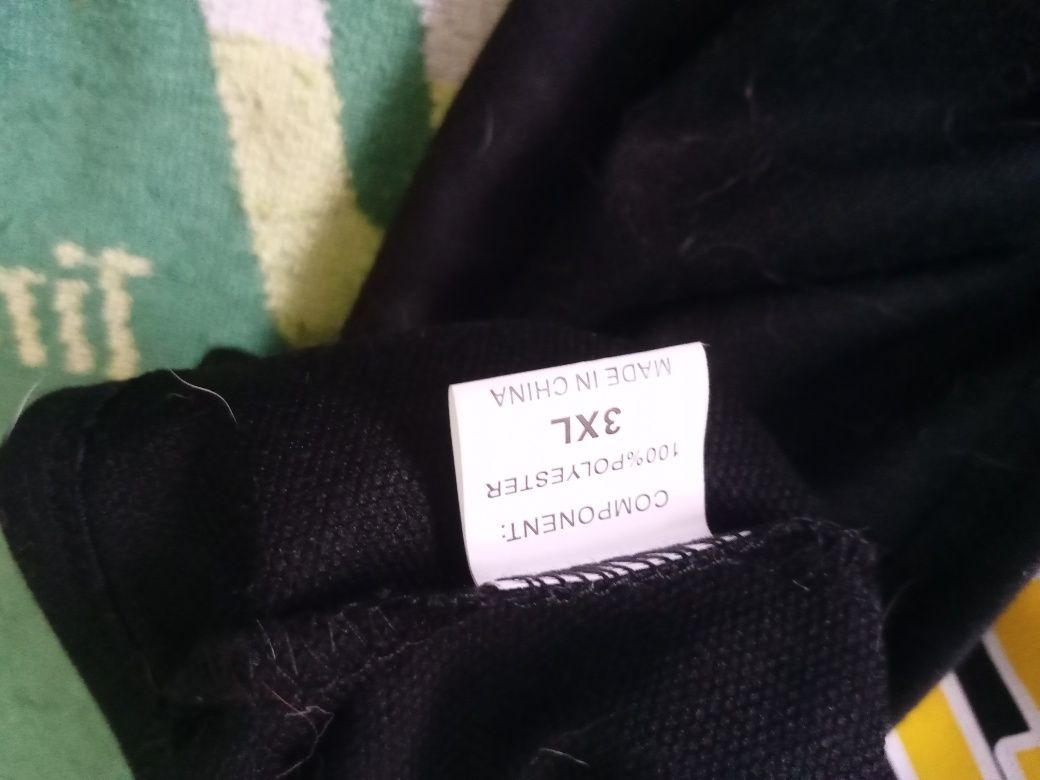 COMPONENT:
100%POLYESTER
3XL
MADE IN CHINA